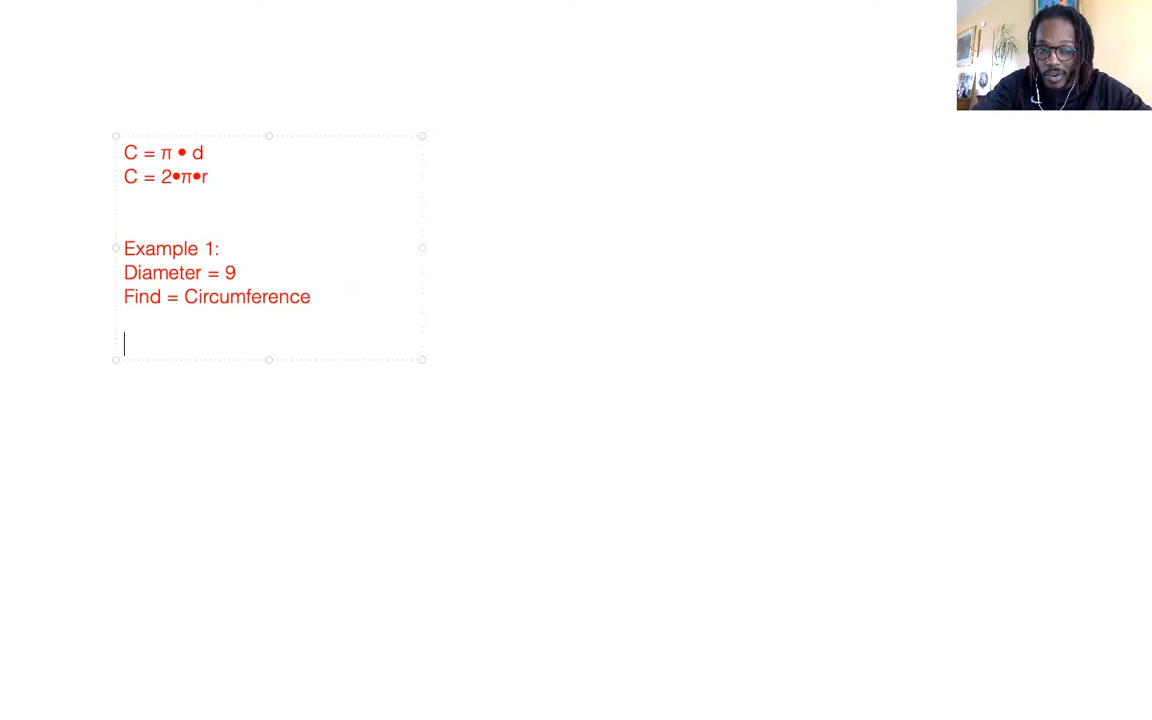 C = π • d
C = 2•π•r
Example 1:
Diameter = 9
Find = Circumference